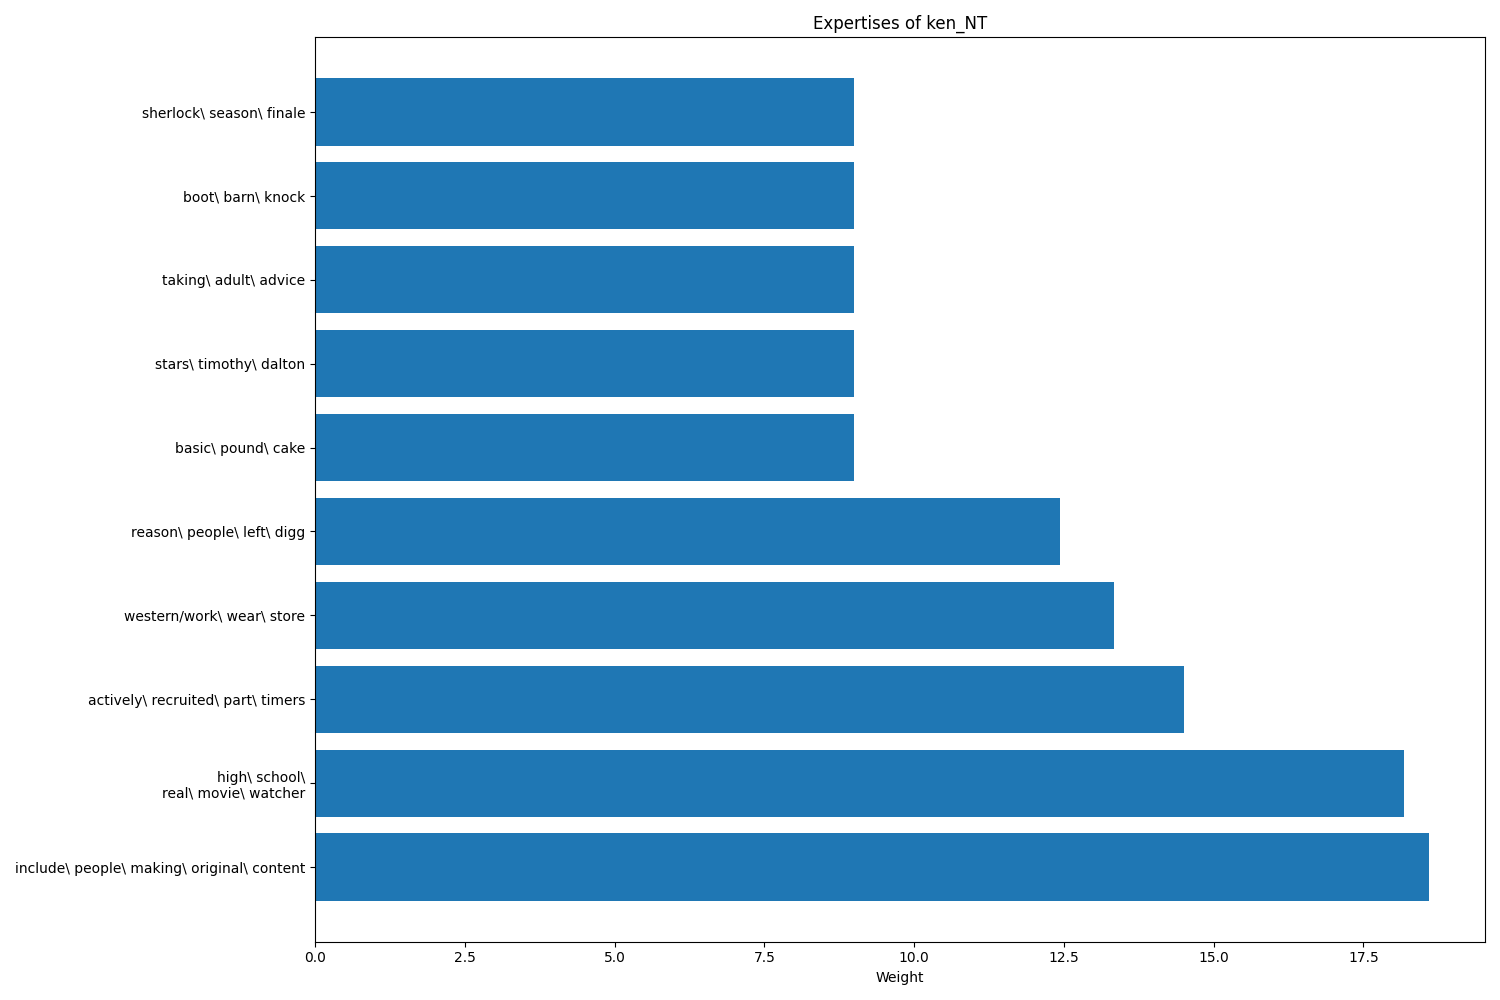 Expertises of ken_NT
sherlock\ season\ finale
boot\ barn\ knock
taking\ adult\ advice
stars\ timothy\ dalton
basic\ pound\ cake
reason\ people\ left\ digg
western/work\ wear\ store
actively\ recruited\ part\ timers
high\ school\
real\ movie\ watcher
include\ people\ making\ original\ content
0.0 2.5 5.0 7.5 10.0 12.5 15.0 17.5
Weight